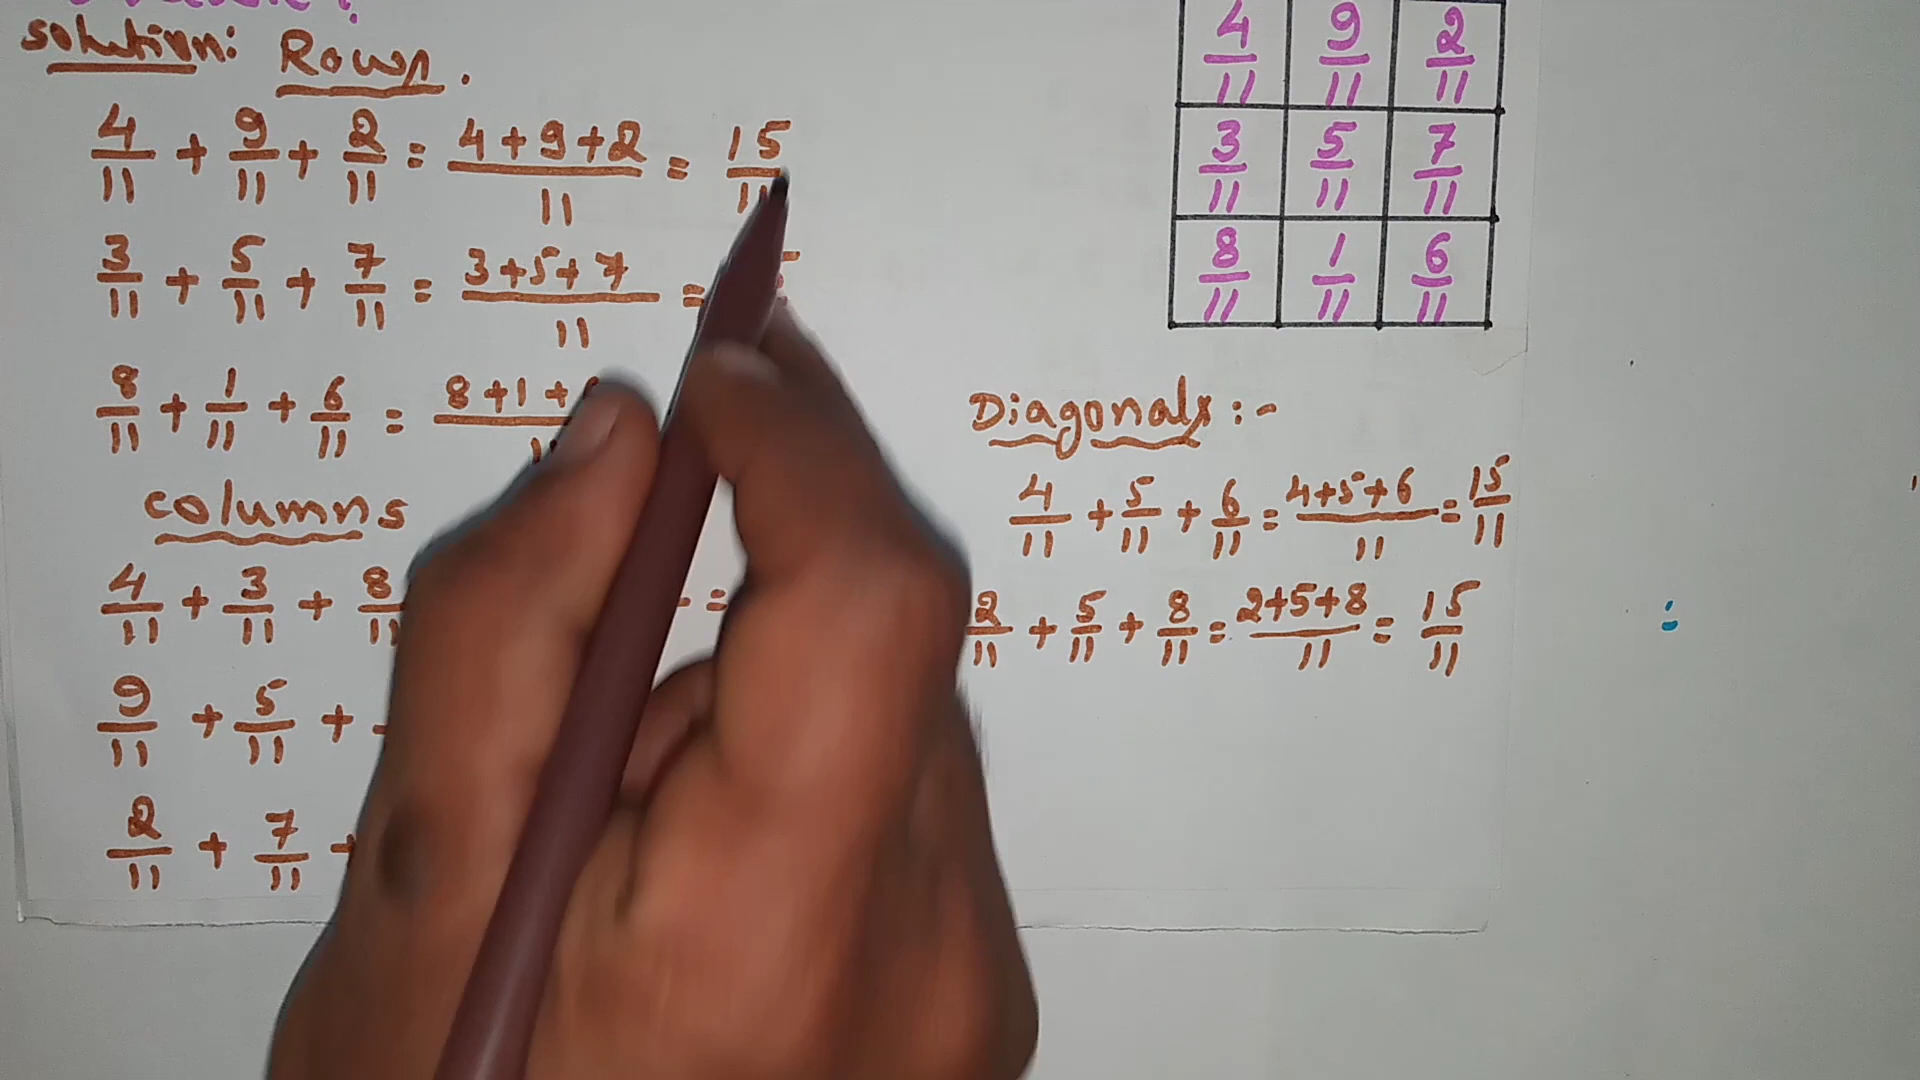 solution: Rows.
4/11 + 9/11 + 2/11 = 4+9+2/11 = 15/11
3/11 + 5/11 + 7/11 = 3+5+7/11 =
8/11 + 1/11 + 6/11 = 8+1+
columns
4/11 + 3/11 + 8/11 =
9/11 + 5/11 +
2/11 + 7/11 +
4/11 9/11 2/11
3/11 5/11 7/11
8/11 1/11 6/11
Diagonals:-
4/11 + 5/11 + 6/11 = 4+5+6/11 = 15/11
2/11 + 5/11 + 8/11 = 2+5+8/11 = 15/11